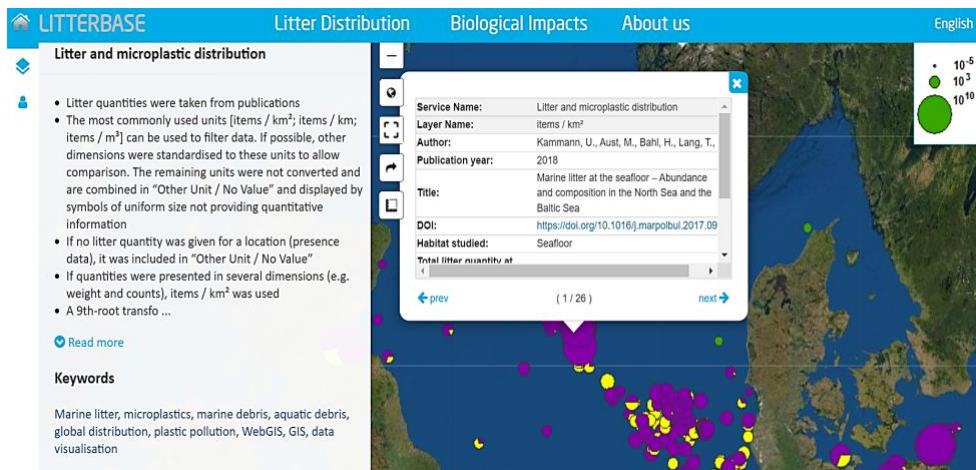 LITTERBASE
Litter Distribution
Biological Impacts
About us
English
Litter and microplastic distribution
• Litter quantities were taken from publications
• The most commonly used units [items / km²; items / km;
items / m³] can be used to filter data. If possible, other
dimensions were standardised to these units to allow
comparison. The remaining units were not converted and
are combined in "Other Unit / No Value" and displayed by
symbols of uniform size not providing quantitative
information
• If no litter quantity was given for a location (presence
data), it was included in "Other Unit / No Value"
• If quantities were presented in several dimensions (e.g.
weight and counts), items / km² was used
• A 9th-root transfo ...
Read more
Keywords
Marine litter, microplastics, marine debris, aquatic debris,
global distribution, plastic pollution, WebGIS, GIS, data
visualisation
Service Name: Litter and microplastic distribution
Layer Name: items / km²
Author: Kammann, U., Aust, M., Bahl, H., Lang, T.,
Publication year: 2018
Title: Marine litter at the seafloor – Abundance
and composition in the North Sea and the
Baltic Sea
DOI: https://doi.org/10.1016/j.marpolbul.2017.09
Habitat studied: Seafloor
Total litter quantity at
prev
( 1 / 26 )
next
10⁻⁵
10³
10¹⁰